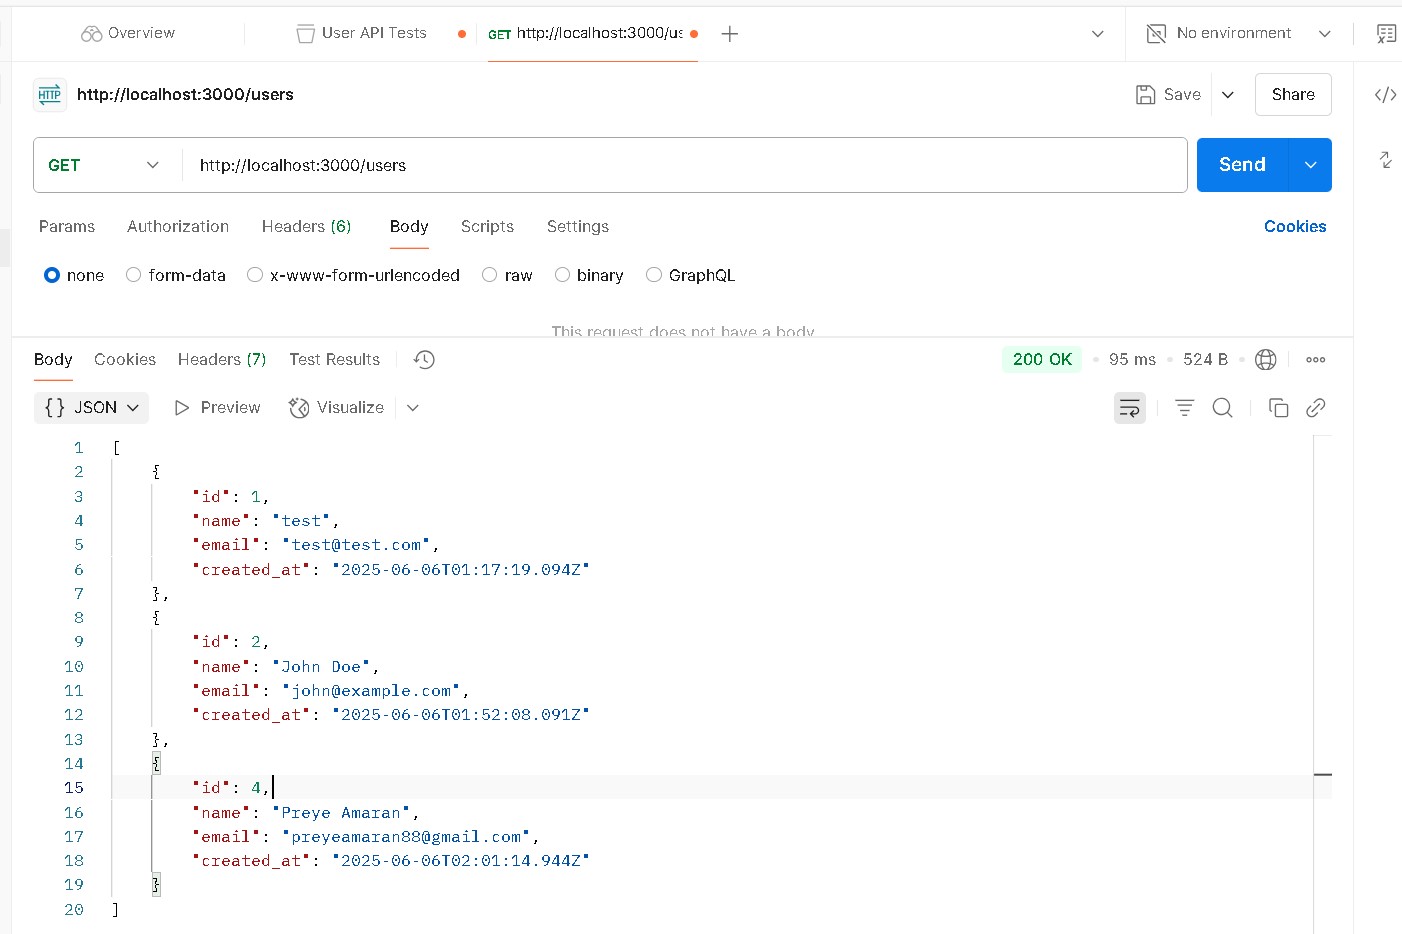 Overview
User API Tests
GET http://localhost:3000/us
No environment
HTTP http://localhost:3000/users
Save
Share
GET http://localhost:3000/users
Send
Params Authorization Headers (6) Body Scripts Settings
Cookies
none form-data x-www-form-urlencoded raw binary GraphQL
This request does not have a body
Body Cookies Headers (7) Test Results
200 OK • 95 ms • 524 B
{} JSON Preview Visualize
1 [
2 {
3 "id": 1,
4 "name": "test",
5 "email": "test@test.com",
6 "created_at": "2025-06-06T01:17:19.094Z"
7 },
8 {
9 "id": 2,
10 "name": "John Doe",
11 "email": "john@example.com",
12 "created_at": "2025-06-06T01:52:08.091Z"
13 },
14 {
15 "id": 4,
16 "name": "Preye Amaran",
17 "email": "preyeamaran88@gmail.com",
18 "created_at": "2025-06-06T02:01:14.944Z"
19 }
20 ]